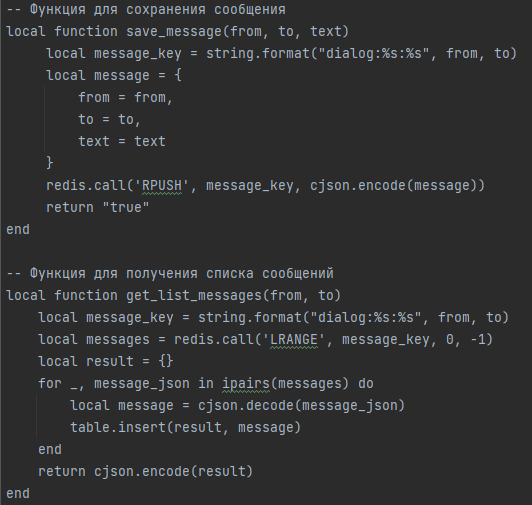 -- Функция для сохранения сообщения
local function save_message(from, to, text)
    local message_key = string.format("dialog:%s:%s", from, to)
    local message = {
        from = from,
        to = to,
        text = text
    }
    redis.call('RPUSH', message_key, cjson.encode(message))
    return "true"
end

-- Функция для получения списка сообщений
local function get_list_messages(from, to)
    local message_key = string.format("dialog:%s:%s", from, to)
    local messages = redis.call('LRANGE', message_key, 0, -1)
    local result = {}
    for _, message_json in ipairs(messages) do
        local message = cjson.decode(message_json)
        table.insert(result, message)
    end
    return cjson.encode(result)
end